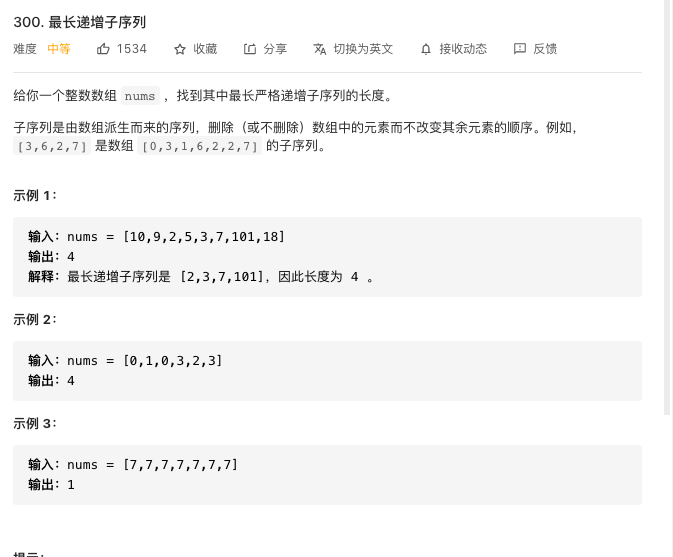 300. 最长递增子序列
难度 中等 1534 收藏 分享 切换为英文 接收动态 反馈
给你一个整数数组 nums ，找到其中最长严格递增子序列的长度。
子序列是由数组派生而来的序列，删除（或不删除）数组中的元素而不改变其余元素的顺序。例如，
[3,6,2,7] 是数组 [0,3,1,6,2,2,7] 的子序列。
示例 1：
输入：nums = [10,9,2,5,3,7,101,18]
输出：4
解释：最长递增子序列是 [2,3,7,101]，因此长度为 4 。
示例 2：
输入：nums = [0,1,0,3,2,3]
输出：4
示例 3：
输入：nums = [7,7,7,7,7,7,7]
输出：1